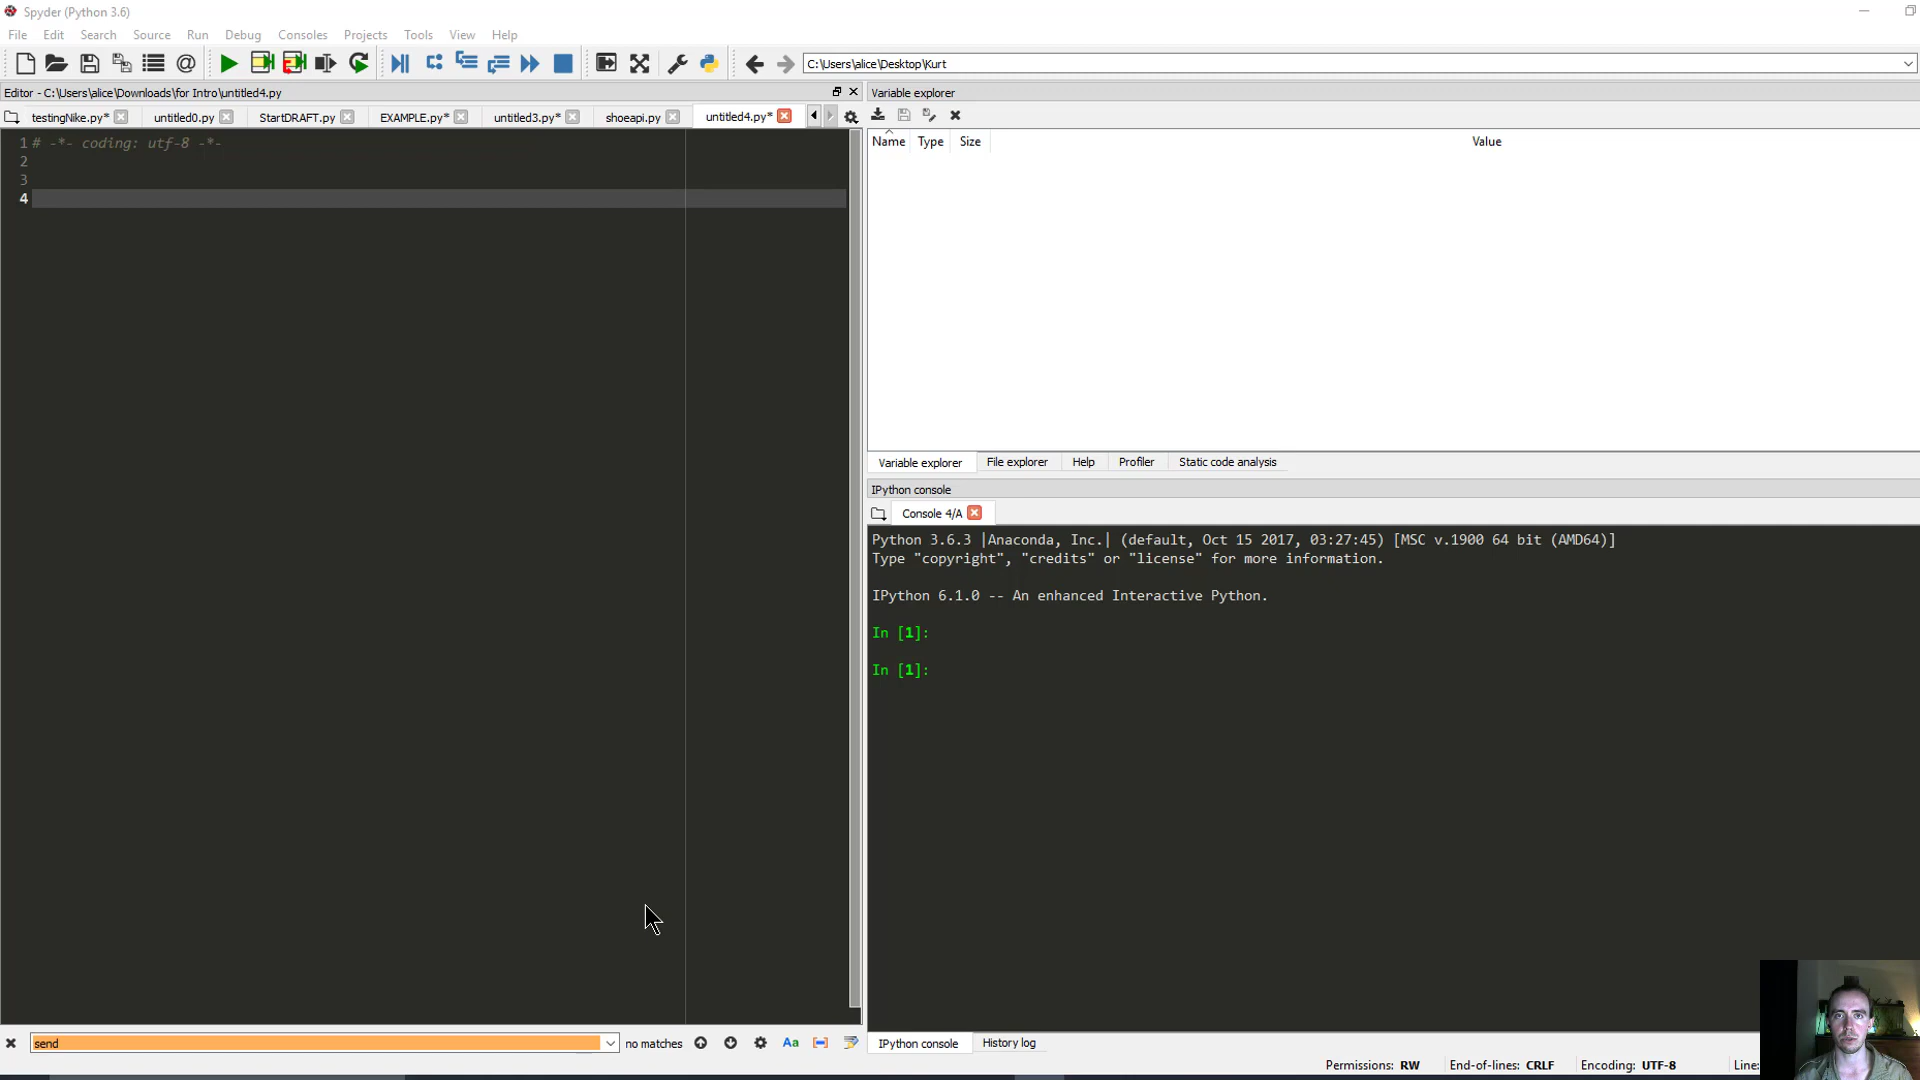 Spyder (Python 3.6)
File Edit Search Source Run Debug Consoles Projects Tools View Help
C:\Users\alice\Desktop\Kurt
Editor - C:\Users\alice\Downloads\for Intro\untitled4.py
testingNike.py* untitled0.py StartDRAFT.py EXAMPLE.py* untitled3.py* shoeapi.py untitled4.py*
1 # -*- coding: utf-8 -*-
2
3
4
send no matches Aa
Variable explorer
Name Type Size Value
Variable explorer File explorer Help Profiler Static code analysis
IPython console
Console 4/A
Python 3.6.3 |Anaconda, Inc.| (default, Oct 15 2017, 03:27:45) [MSC v.1900 64 bit (AMD64)]
Type "copyright", "credits" or "license" for more information.
IPython 6.1.0 -- An enhanced Interactive Python.
In [1]:
In [1]:
IPython console History log
Permissions: RW End-of-lines: CRLF Encoding: UTF-8 Line: